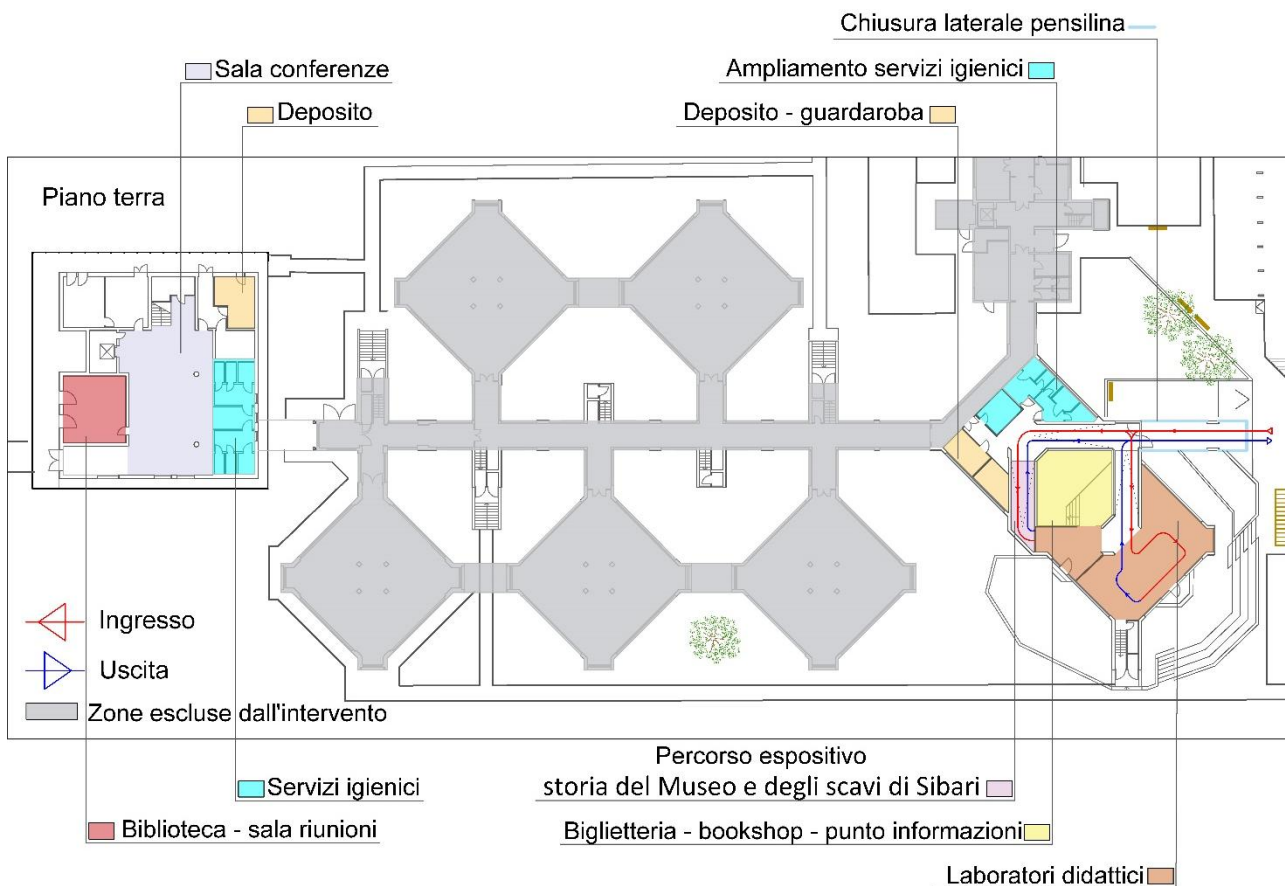 Chiusura laterale pensilina
Sala conferenze
Ampliamento servizi igienici
Deposito
Deposito - guardaroba
Piano terra
Ingresso
Uscita
Zone escluse dall'intervento
Percorso espositivo
storia del Museo e degli scavi di Sibari
Servizi igienici
Biblioteca - sala riunioni
Biglietteria - bookshop - punto informazioni
Laboratori didattici